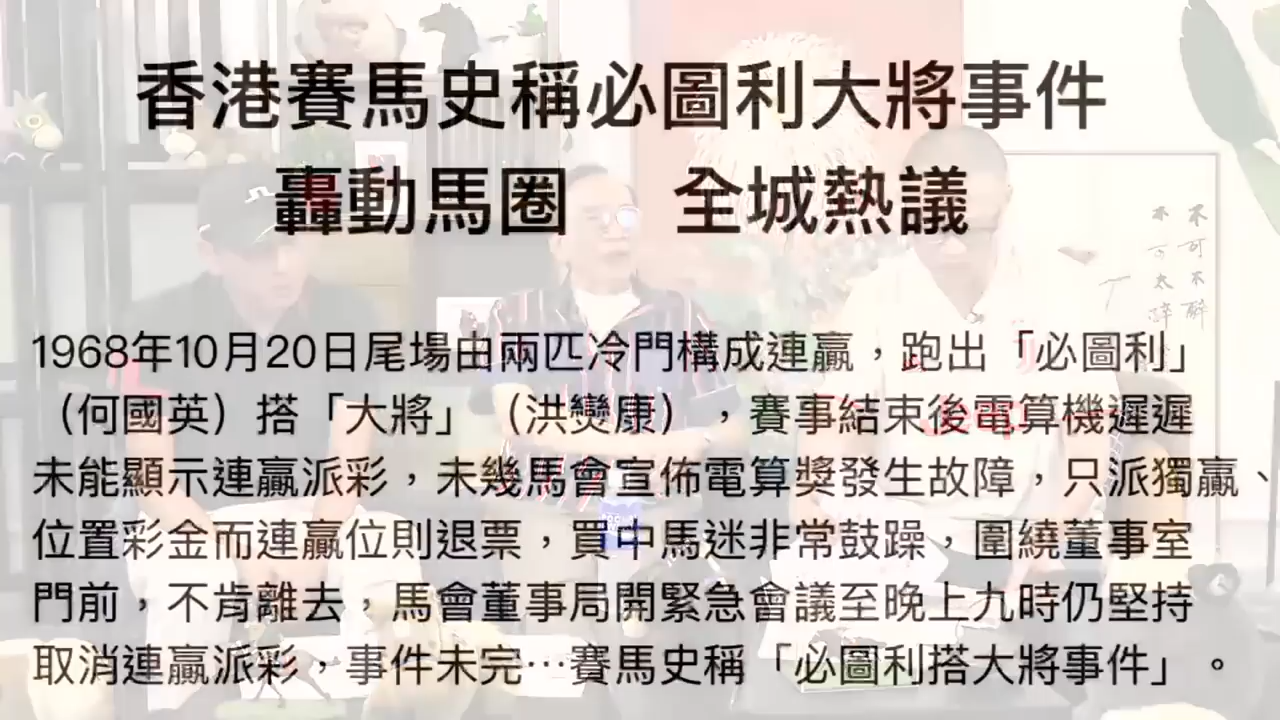 香港賽馬史稱必圖利大將事件
轟動馬圈　全城熱議
1968年10月20日尾場由兩匹冷門構成連贏，跑出「必圖利」
（何國英）搭「大將」（洪爕康），賽事結束後電算機遲遲
未能顯示連贏派彩，未幾馬會宣佈電算獎發生故障，只派獨贏、
位置彩金而連贏位則退票，買中馬迷非常鼓躁，圍繞董事室
門前，不肯離去，馬會董事局開緊急會議至晚上九時仍堅持
取消連贏派彩，事件未完…賽馬史稱「必圖利搭大將事件」。